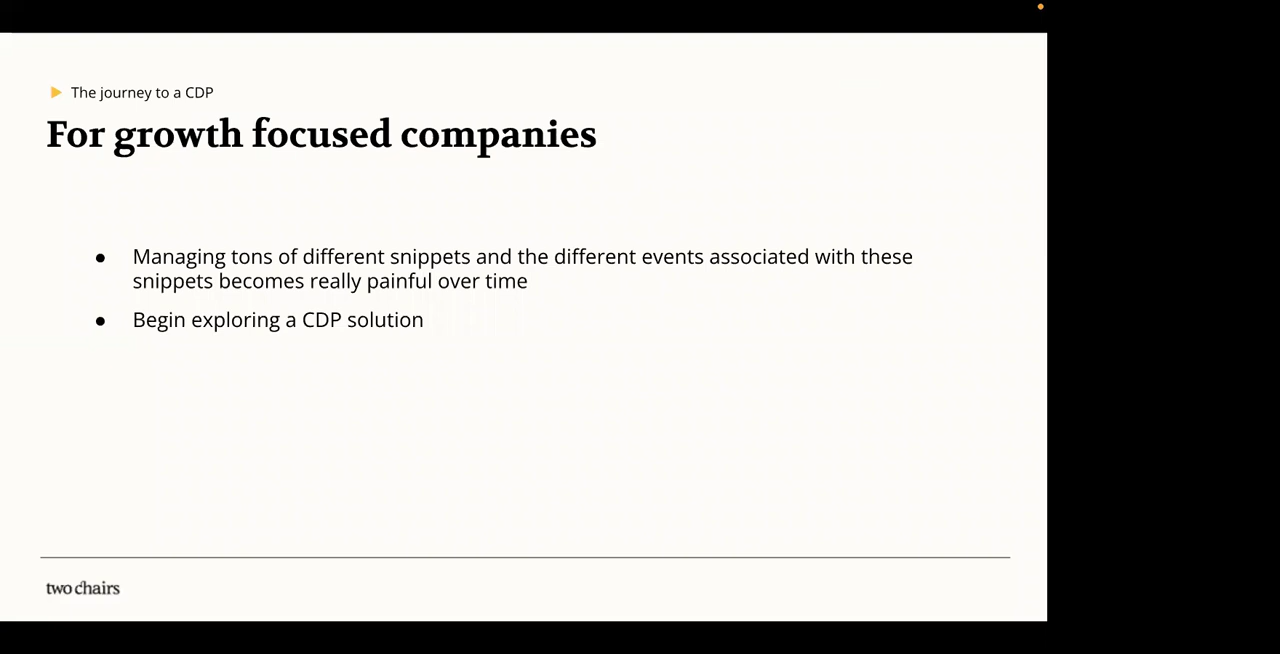 The journey to a CDP
For growth focused companies
● Managing tons of different snippets and the different events associated with these
snippets becomes really painful over time
● Begin exploring a CDP solution
two chairs